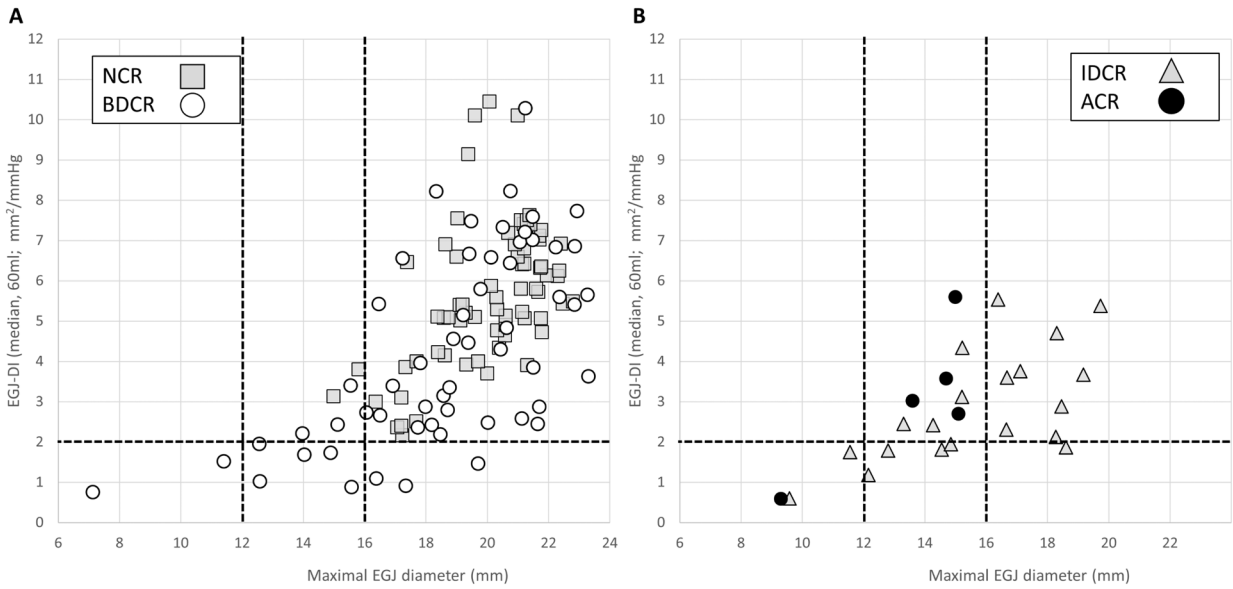 A
EGJ-DI (median, 60ml; mm²/mmHg
12
11
10
9
8
7
6
5
4
3
2
1
0
NCR
BDCR
6 8 10 12 14 16 18 20 22 24
Maximal EGJ diameter (mm)
B
EGJ-DI (median, 60ml; mm²/mmHg
12
11
10
9
8
7
6
5
4
3
2
1
0
IDCR
ACR
6 8 10 12 14 16 18 20 22
Maximal EGJ diameter (mm)